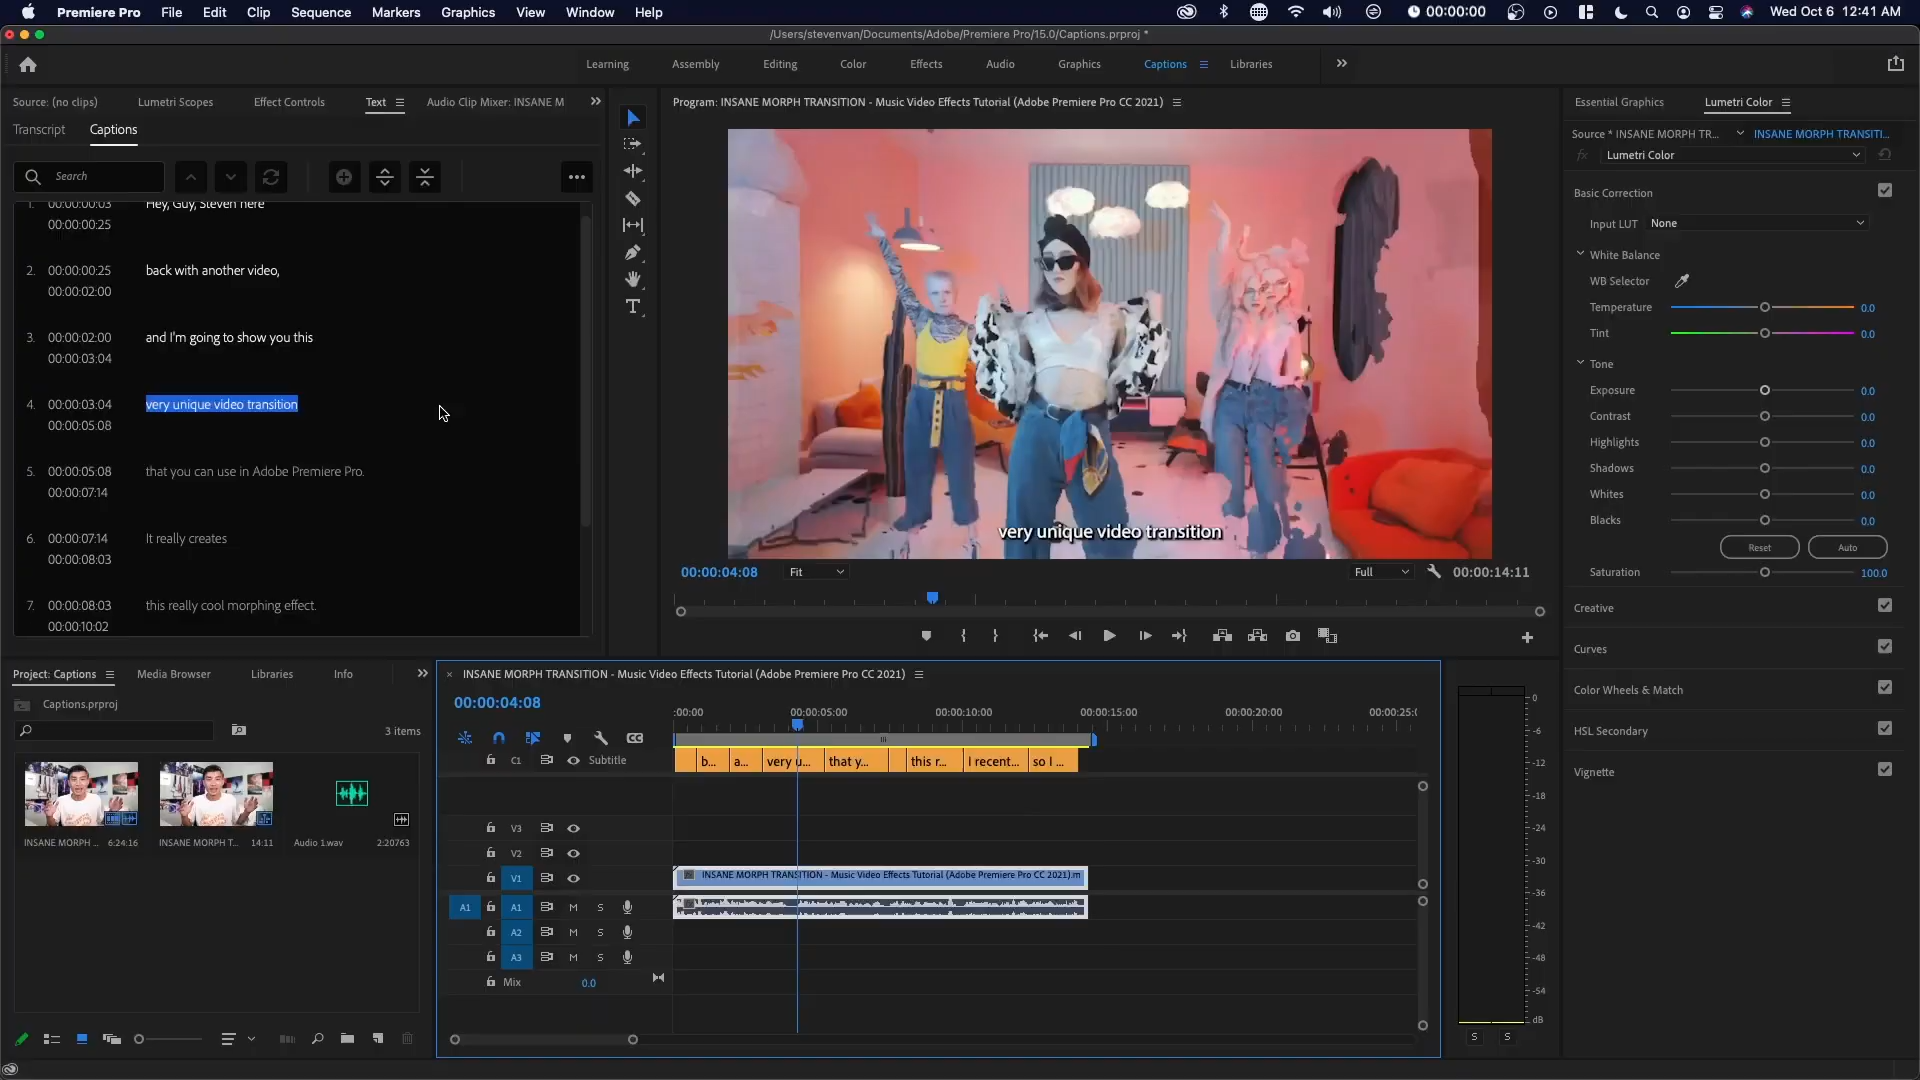 Premiere Pro File Edit Clip Sequence Markers Graphics View Window Help 00:00:00 Wed Oct 6 12:41 AM
/Users/stevenvan/Documents/Adobe/Premiere Pro/15.0/Captions.prproj *
Learning Assembly Editing Color Effects Audio Graphics Captions Libraries
Source: (no clips) Lumetri Scopes Effect Controls Text Audio Clip Mixer: INSANE M
Transcript Captions
Search
1. 00:00:00:03 Hey, Guy, Steven here
00:00:00:25
2. 00:00:00:25 back with another video,
00:00:02:00
3. 00:00:02:00 and I'm going to show you this
00:00:03:04
4. 00:00:03:04 very unique video transition
00:00:05:08
5. 00:00:05:08 that you can use in Adobe Premiere Pro.
00:00:07:14
6. 00:00:07:14 It really creates
00:00:08:03
7. 00:00:08:03 this really cool morphing effect.
00:00:10:02
Program: INSANE MORPH TRANSITION - Music Video Effects Tutorial (Adobe Premiere Pro CC 2021)
very unique video transition
00:00:04:08 Fit Full 00:00:14:11
Essential Graphics Lumetri Color
Source * INSANE MORPH TR... INSANE MORPH TRANSITI...
fx Lumetri Color
Basic Correction
Input LUT None
White Balance
WB Selector
Temperature 0.0
Tint 0.0
Tone
Exposure 0.0
Contrast 0.0
Highlights 0.0
Shadows 0.0
Whites 0.0
Blacks 0.0
Reset Auto
Saturation 100.0
Creative
Curves
Color Wheels & Match
HSL Secondary
Vignette
Project: Captions Media Browser Libraries Info
Captions.prproj
3 items
INSANE MORPH ... 6:24:16 INSANE MORPH T... 14:11 Audio 1.wav 2:20763
× INSANE MORPH TRANSITION - Music Video Effects Tutorial (Adobe Premiere Pro CC 2021)
00:00:04:08
:00:00 00:00:05:00 00:00:10:00 00:00:15:00 00:00:20:00 00:00:25:0
CC
C1 Subtitle b... a... very u... that y... this r... I recent... so I ...
V3
V2
V1 INSANE MORPH TRANSITION - Music Video Effects Tutorial (Adobe Premiere Pro CC 2021).m
A1 A1 M S
A2 M S
A3 M S
Mix 0.0
0
-6
-12
-18
-24
-30
-36
-42
-48
-54
dB
S S